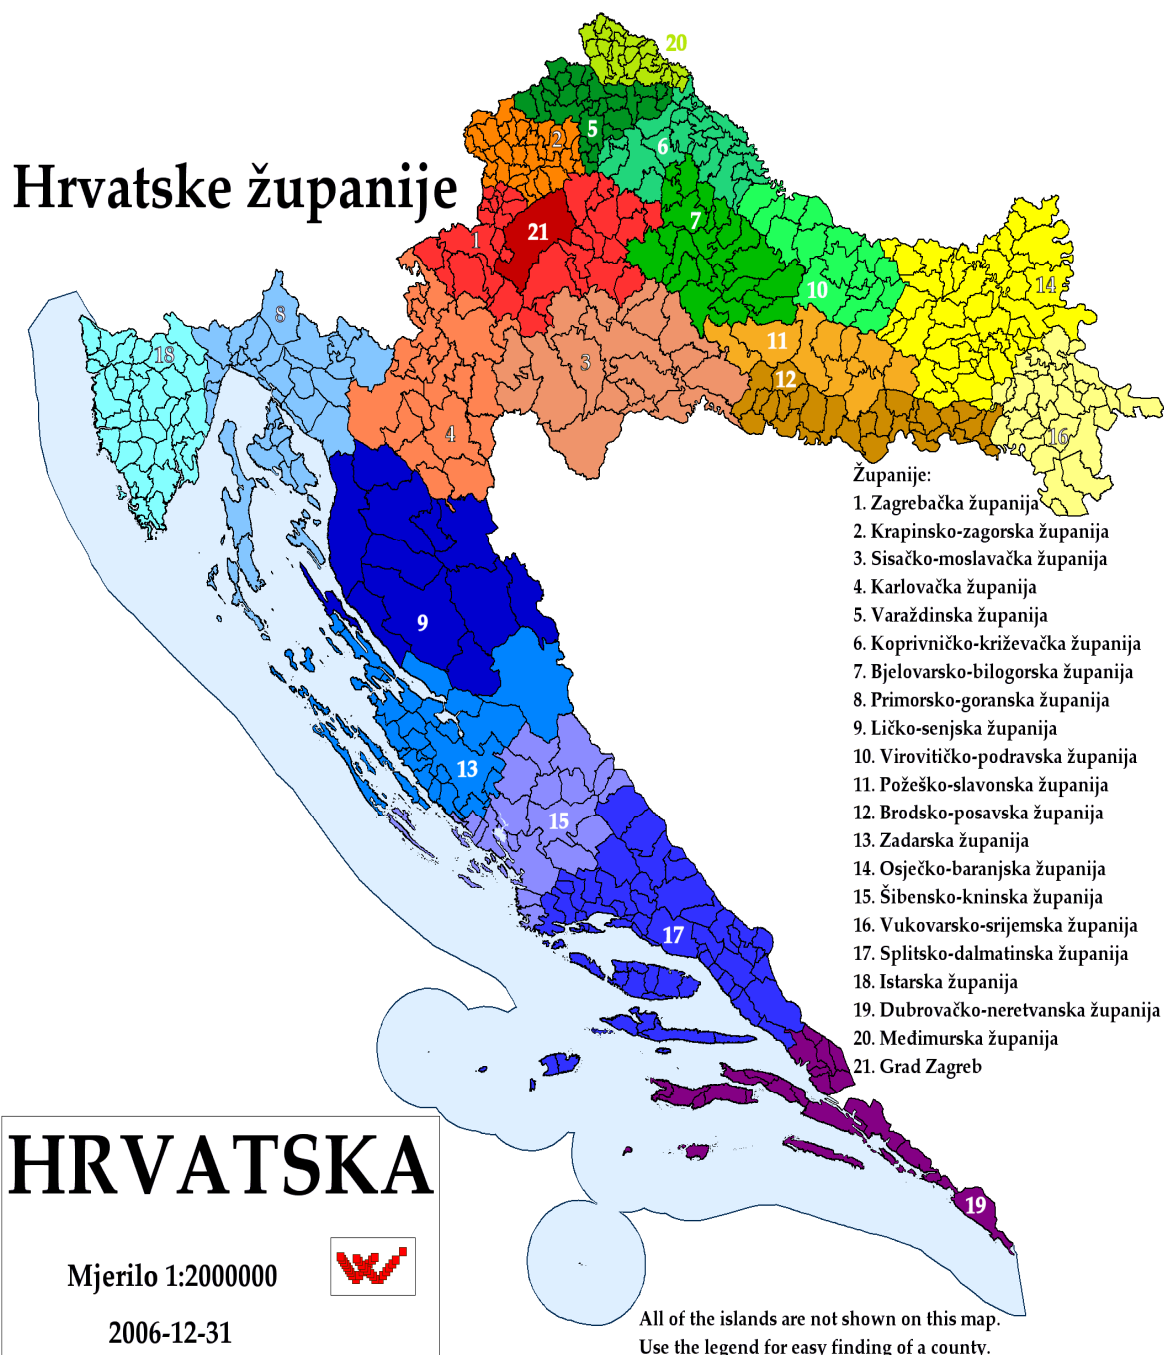 20
5
2
6
Hrvatske županije
7
21
1
14
10
8
11
18
3
12
4
16
Županije:
1. Zagrebačka županija
2. Krapinsko-zagorska županija
3. Sisačko-moslavačka županija
4. Karlovačka županija
5. Varaždinska županija
6. Koprivničko-križevačka županija
7. Bjelovarsko-bilogorska županija
8. Primorsko-goranska županija
9. Ličko-senjska županija
10. Virovitičko-podravska županija
11. Požeško-slavonska županija
12. Brodsko-posavska županija
13. Zadarska županija
14. Osječko-baranjska županija
15. Šibensko-kninska županija
16. Vukovarsko-srijemska županija
17. Splitsko-dalmatinska županija
18. Istarska županija
19. Dubrovačko-neretvanska županija
20. Međimurska županija
21. Grad Zagreb
9
13
15
17
19
HRVATSKA
Mjerilo 1:2000000
2006-12-31
All of the islands are not shown on this map.
Use the legend for easy finding of a county.